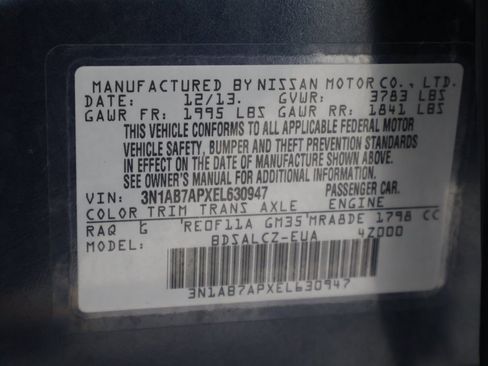 MANUFACTURED BY NISSAN MOTOR CO., LTD.
DATE: 12/13. GVWR: 3783 LBS
GAWR FR: 1995 LBS GAWR RR: 1841 LBS
THIS VEHICLE CONFORMS TO ALL APPLICABLE FEDERAL MOTOR
VEHICLE SAFETY, BUMPER AND THEFT PREVENTION STANDARDS
IN EFFECT ON THE DATE OF MANUFACTURE SHOWN ABOVE.
SEE OWNER'S MANUAL FOR ADDITIONAL INFORMATION.
VIN: 3N1AB7APXEL630947 PASSENGER CAR.
COLOR TRIM TRANS AXLE ENGINE
RAQ G RE0F11A GM35 MRA8DE 1798 CC
MODEL: BDSALCZ-EUA 4Z000
3N1AB7APXEL630947